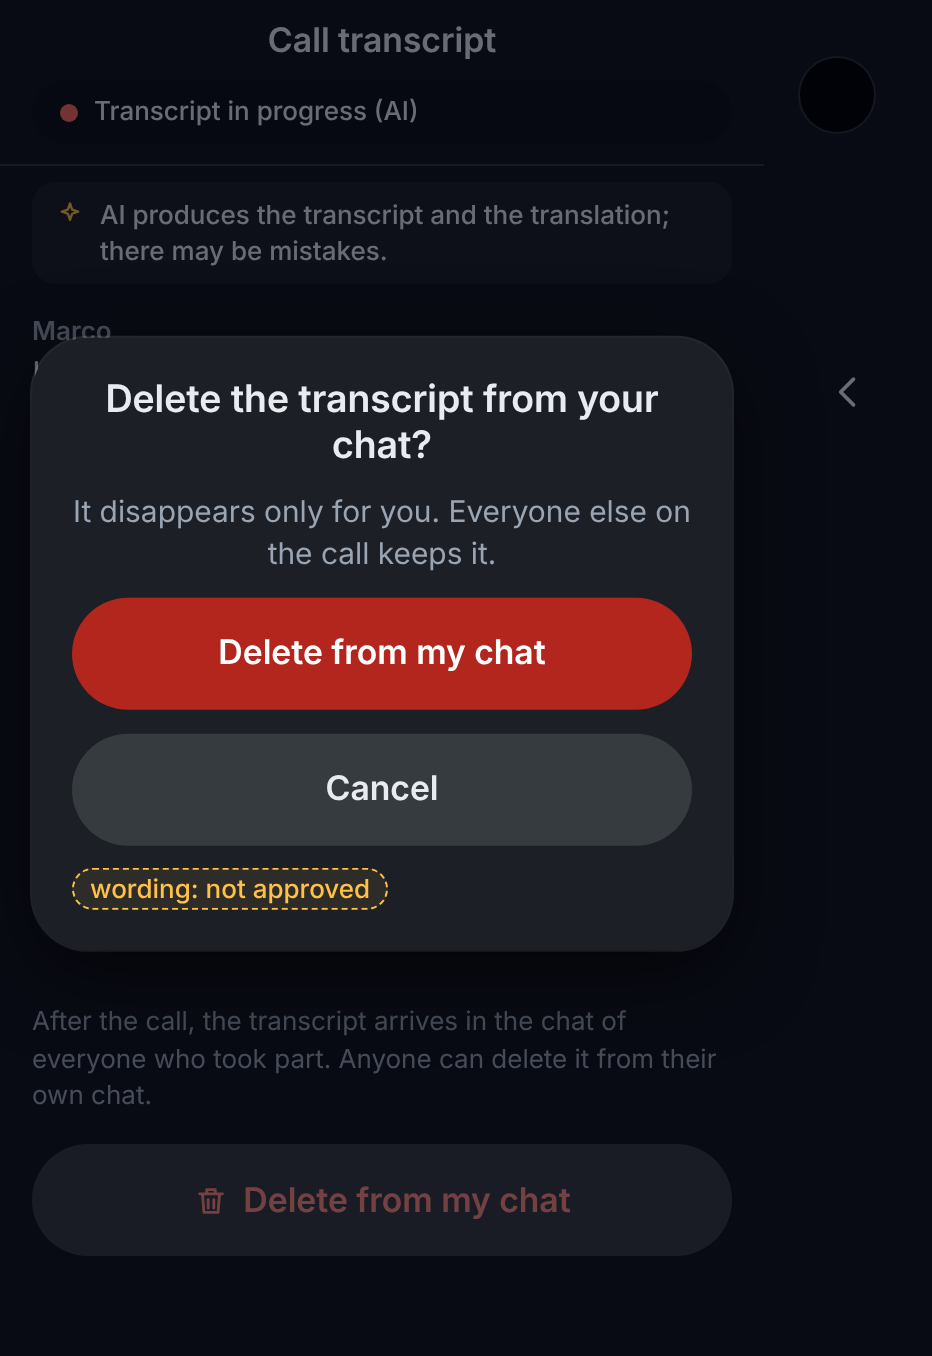 Call transcript
Transcript in progress (AI)
AI produces the transcript and the translation;
there may be mistakes.
Marco
Delete the transcript from your
chat?
It disappears only for you. Everyone else on
the call keeps it.
Delete from my chat
Cancel
wording: not approved
After the call, the transcript arrives in the chat of
everyone who took part. Anyone can delete it from their
own chat.
Delete from my chat